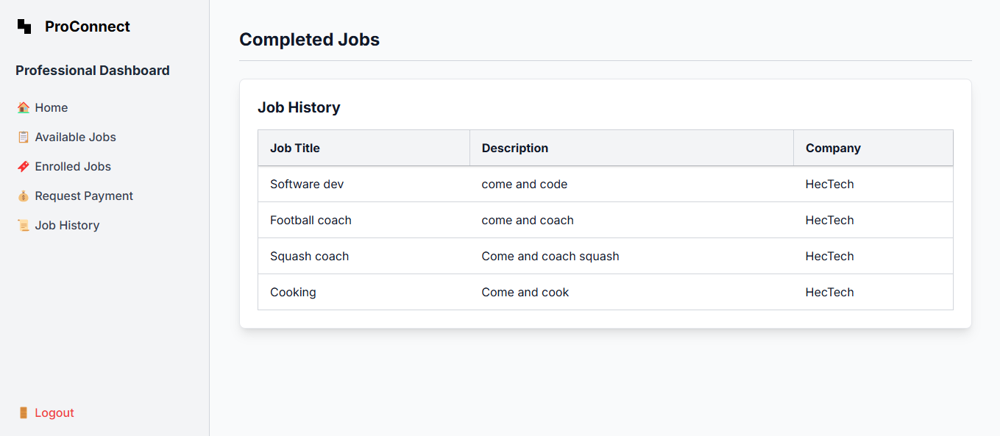 ProConnect
Professional Dashboard
Home
Available Jobs
Enrolled Jobs
Request Payment
Job History
Logout
Completed Jobs
Job History
Job Title Description Company
Software dev come and code HecTech
Football coach come and coach HecTech
Squash coach Come and coach squash HecTech
Cooking Come and cook HecTech